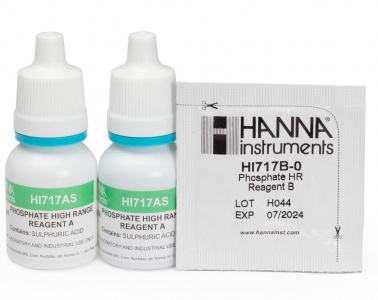 HI717AS
PHOSPHATE HIGH RANGE
REAGENT A
Contains: SULPHURIC ACID
HI717AS
PHOSPHATE HIGH RANGE
REAGENT A
Contains: SULPHURIC ACID
HANNA
instruments
HI717B-0
Phosphate HR
Reagent B
LOT H044
EXP 07/2024
www.hannainst.com